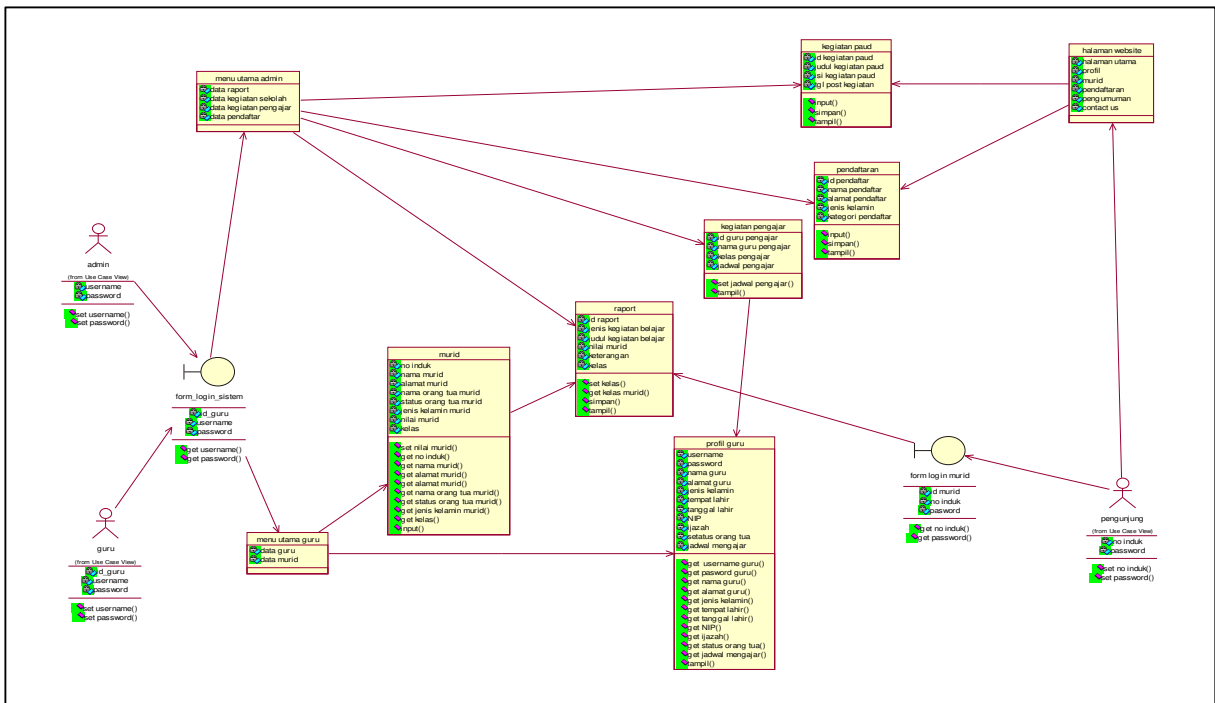 kegiatan paud
id kegiatan paud
judul kegiatan paud
isi kegiatan paud
tgl post kegiatan
input()
simpan()
tampil()
halaman website
halaman utama
profil
murid
pendaftaran
pengumuman
contact us
menu utama admin
data raport
data kegiatan sekolah
data kegiatan pengajar
data pendaftar
pendaftaran
id pendaftar
nama pendaftar
alamat pendaftar
jenis kelamin
kategori pendaftar
input()
simpan()
tampil()
kegiatan pengajar
id guru pengajar
nama guru pengajar
kelas pengajar
jadwal pengajar
set jadwal pengajar()
tampil()
admin
(from Use Case View)
username
password
set username()
set password()
raport
id raport
jenis kegiatan belajar
judul kegiatan belajar
nilai murid
keterangan
kelas
set kelas()
get kelas murid()
simpan()
tampil()
murid
no induk
nama murid
alamat murid
nama orang tua murid
status orang tua murid
jenis kelamin murid
nilai murid
kelas
set nilai murid()
get no induk()
get nama murid()
get alamat murid()
get alamat murid()
get nama orang tua murid()
get status orang tua murid()
get jenis kelamin murid()
get kelas()
input()
form_login_sistem
id_guru
username
password
get username()
get password()
profil guru
username
password
nama guru
alamat guru
jenis kelamin
tempat lahir
tanggal lahir
NIP
ijazah
setatus orang tua
jadwal mengajar
get username guru()
get pasword guru()
get nama guru()
get alamat guru()
get jenis kelamin()
get tempat lahir()
get tanggal lahir()
get NIP()
get ijazah()
get status orang tua()
get jadwal mengajar()
tampil()
form login murid
id murid
no induk
pasword
get no induk()
get password()
pengunjung
(from Use Case View)
no induk
password
set no induk()
set password()
guru
(from Use Case View)
id_guru
username
password
set username()
set password()
menu utama guru
data guru
data murid